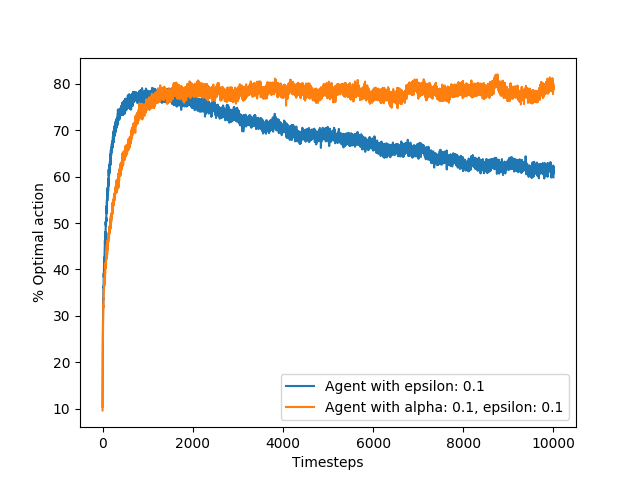 80
70
60
50
40
30
20
10
% Optimal action
Agent with epsilon: 0.1
Agent with alpha: 0.1, epsilon: 0.1
0 2000 4000 6000 8000 10000
Timesteps